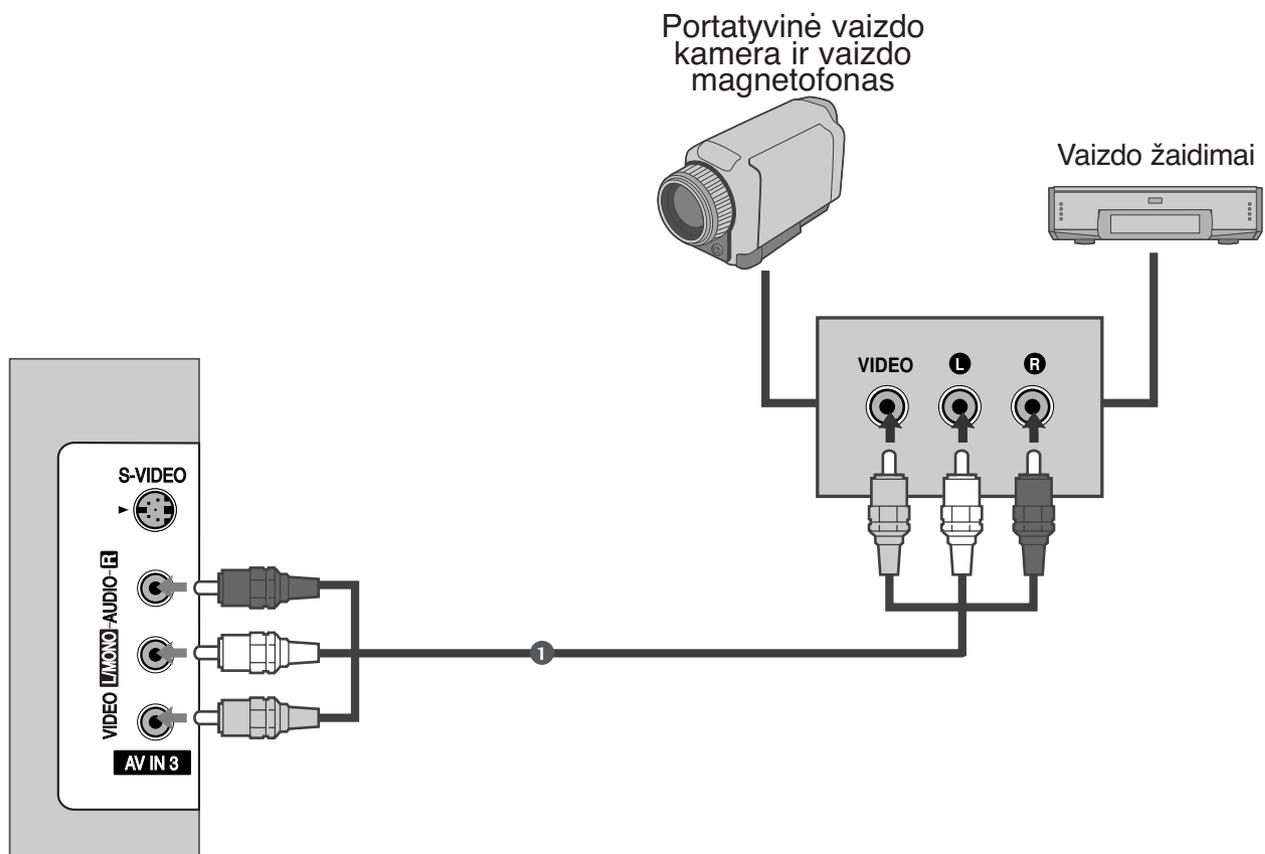 Portatyvinė vaizdo
kamera ir vaizdo
magnetofonas
Vaizdo žaidimai
VIDEO L R
S-VIDEO
VIDEO L/MONO-AUDIO-R
AV IN 3
1